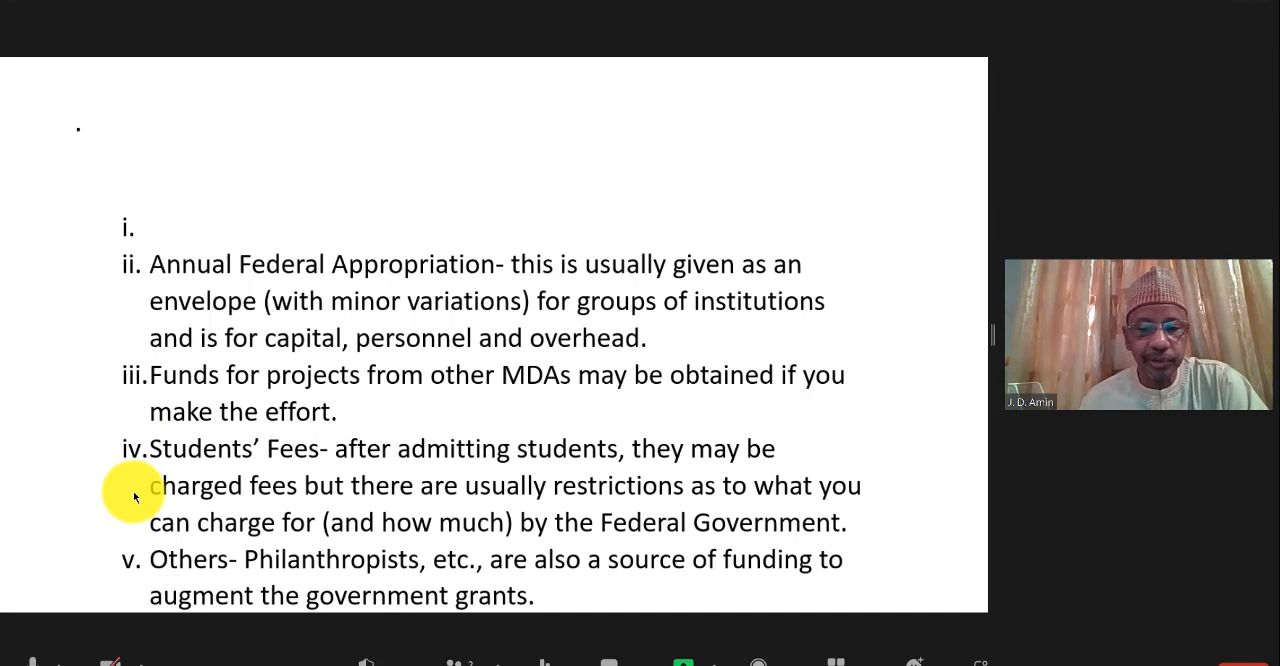 .
i.
ii. Annual Federal Appropriation- this is usually given as an
envelope (with minor variations) for groups of institutions
and is for capital, personnel and overhead.
iii. Funds for projects from other MDAs may be obtained if you
make the effort.
iv. Students’ Fees- after admitting students, they may be
charged fees but there are usually restrictions as to what you
can charge for (and how much) by the Federal Government.
v. Others- Philanthropists, etc., are also a source of funding to
augment the government grants.
J. D. Amin